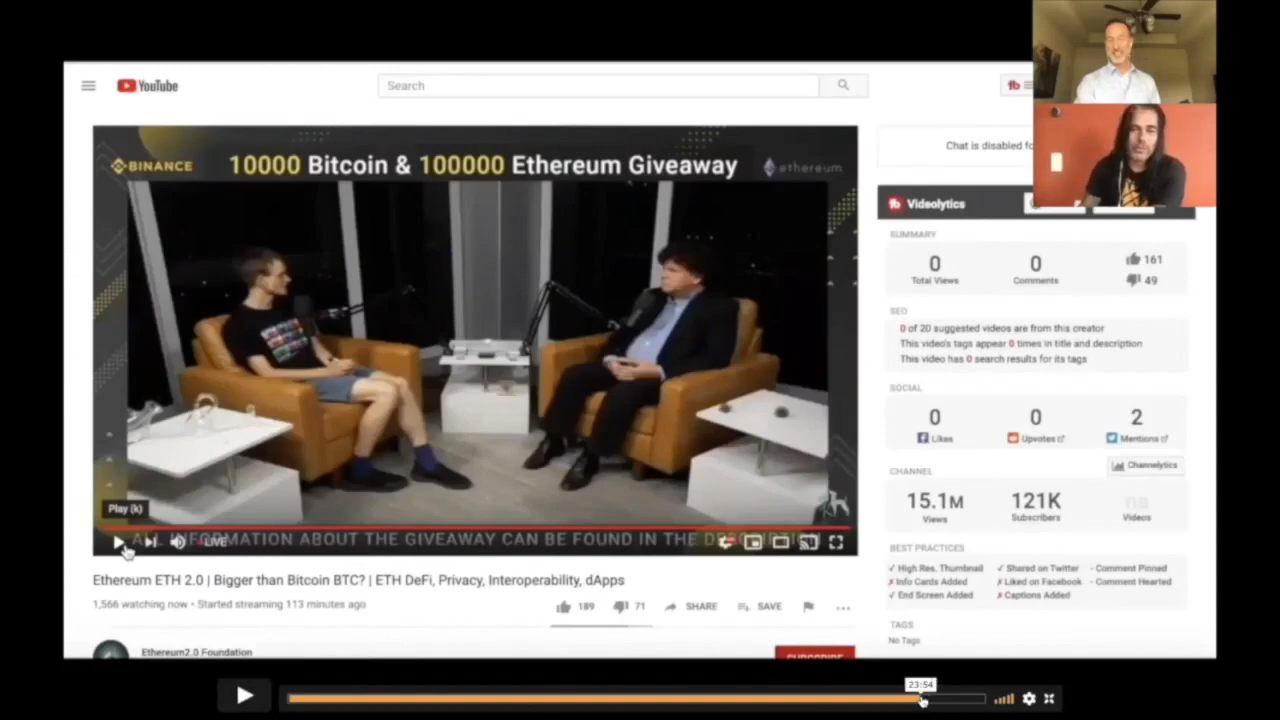 YouTube
Search
BINANCE
10000 Bitcoin & 100000 Ethereum Giveaway
ethereum
Chat is disabled fo
Videolytics
SUMMARY
0
Total Views
0
Comments
161
49
SEO
0 of 20 suggested videos are from this creator
This video's tags appear 0 times in title and description
This video has 0 search results for its tags
SOCIAL
0
Likes
0
Upvotes
2
Mentions
CHANNEL
Channelytics
15.1M
Views
121K
Subscribers
na
Videos
BEST PRACTICES
High Res. Thumbnail
Shared on Twitter
- Comment Pinned
Info Cards Added
Liked on Facebook
- Comment Hearted
End Screen Added
Captions Added
TAGS
No Tags
Play (k)
LIVE
ALL INFORMATION ABOUT THE GIVEAWAY CAN BE FOUND IN THE
Ethereum ETH 2.0 | Bigger than Bitcoin BTC? | ETH DeFi, Privacy, Interoperability, dApps
1,566 watching now • Started streaming 113 minutes ago
189
71
SHARE
SAVE
Ethereum2.0 Foundation
SUBSCRIBE
23:54